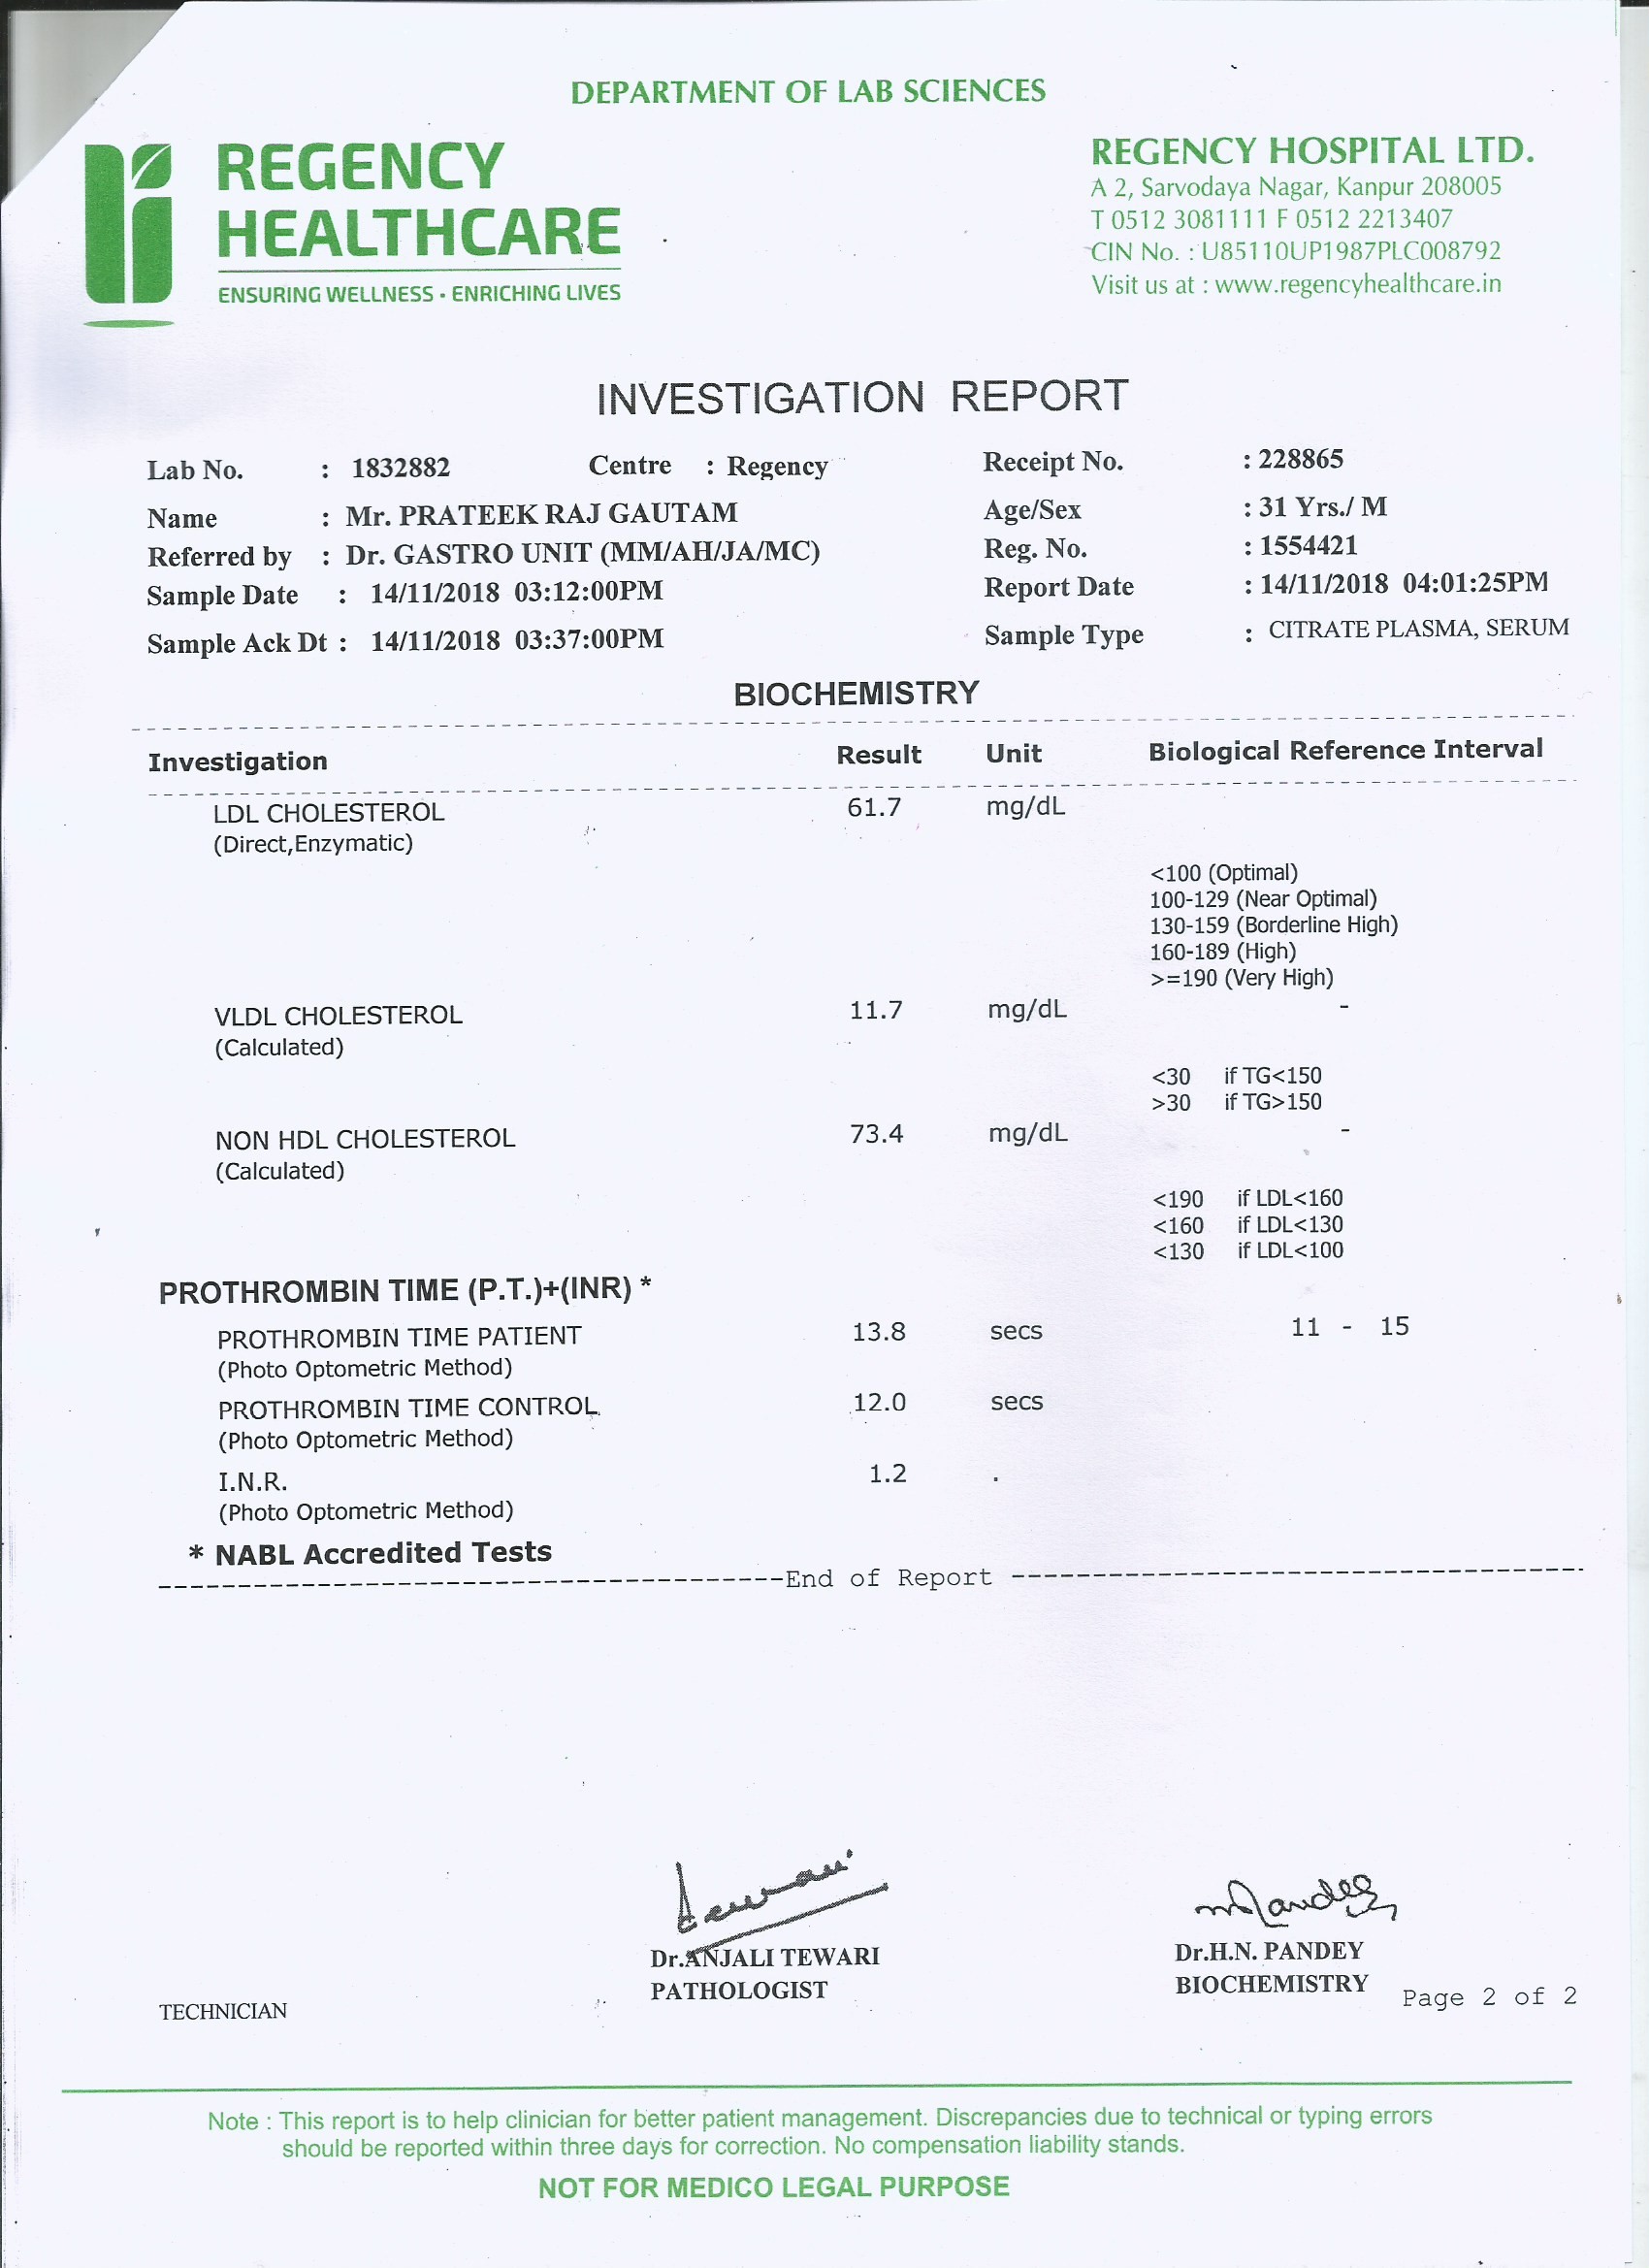 DEPARTMENT OF LAB SCIENCES
REGENCY
HEALTHCARE
ENSURING WELLNESS • ENRICHING LIVES
REGENCY HOSPITAL LTD.
A 2, Sarvodaya Nagar, Kanpur 208005
T 0512 3081111 F 0512 2213407
CIN No. : U85110UP1987PLC008792
Visit us at : www.regencyhealthcare.in
INVESTIGATION REPORT
Lab No. : 1832882 Centre : Regency Receipt No. : 228865
Name : Mr. PRATEEK RAJ GAUTAM Age/Sex : 31 Yrs./ M
Referred by : Dr. GASTRO UNIT (MM/AH/JA/MC) Reg. No. : 1554421
Sample Date : 14/11/2018 03:12:00PM Report Date : 14/11/2018 04:01:25PM
Sample Ack Dt : 14/11/2018 03:37:00PM Sample Type : CITRATE PLASMA, SERUM
BIOCHEMISTRY
Investigation Result Unit Biological Reference Interval
LDL CHOLESTEROL 61.7 mg/dL
(Direct,Enzymatic)
<100 (Optimal)
100-129 (Near Optimal)
130-159 (Borderline High)
160-189 (High)
>=190 (Very High)
VLDL CHOLESTEROL 11.7 mg/dL -
(Calculated)
<30 if TG<150
>30 if TG>150
NON HDL CHOLESTEROL 73.4 mg/dL -
(Calculated)
<190 if LDL<160
<160 if LDL<130
<130 if LDL<100
PROTHROMBIN TIME (P.T.)+(INR) *
PROTHROMBIN TIME PATIENT 13.8 secs 11 - 15
(Photo Optometric Method)
PROTHROMBIN TIME CONTROL 12.0 secs
(Photo Optometric Method)
I.N.R. 1.2 .
(Photo Optometric Method)
* NABL Accredited Tests
End of Report
Dr.ANJALI TEWARI
PATHOLOGIST
Dr.H.N. PANDEY
BIOCHEMISTRY
Page 2 of 2
TECHNICIAN
Note : This report is to help clinician for better patient management. Discrepancies due to technical or typing errors
should be reported within three days for correction. No compensation liability stands.
NOT FOR MEDICO LEGAL PURPOSE